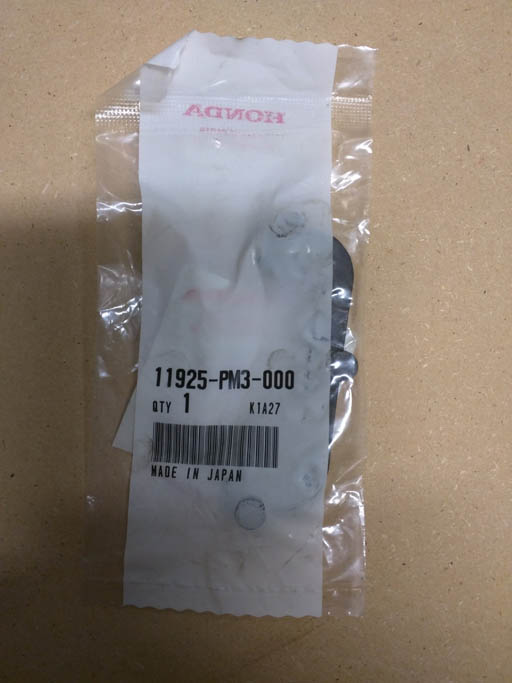 HONDA
11925-PM3-000
QTY 1 K1A27
MADE IN JAPAN